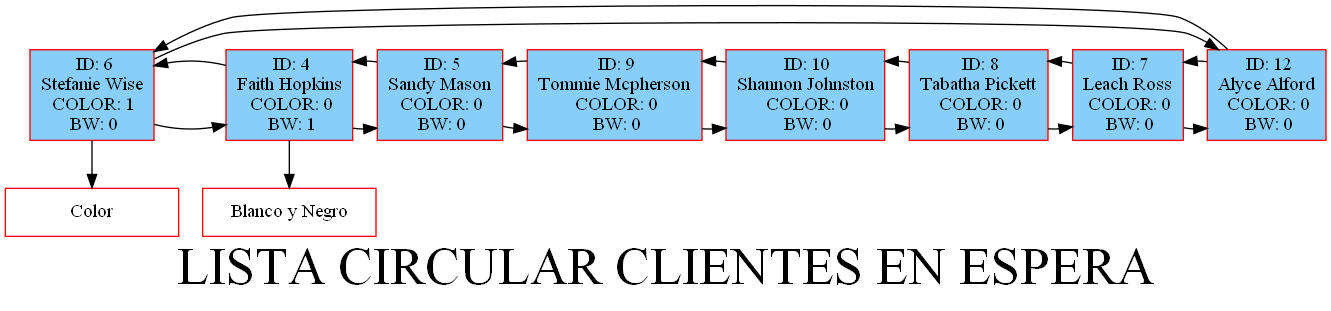 ID: 6
Stefanie Wise
COLOR: 1
BW: 0
ID: 4
Faith Hopkins
COLOR: 0
BW: 1
ID: 5
Sandy Mason
COLOR: 0
BW: 0
ID: 9
Tommie Mcpherson
COLOR: 0
BW: 0
ID: 10
Shannon Johnston
COLOR: 0
BW: 0
ID: 8
Tabatha Pickett
COLOR: 0
BW: 0
ID: 7
Leach Ross
COLOR: 0
BW: 0
ID: 12
Alyce Alford
COLOR: 0
BW: 0
Color
Blanco y Negro
LISTA CIRCULAR CLIENTES EN ESPERA